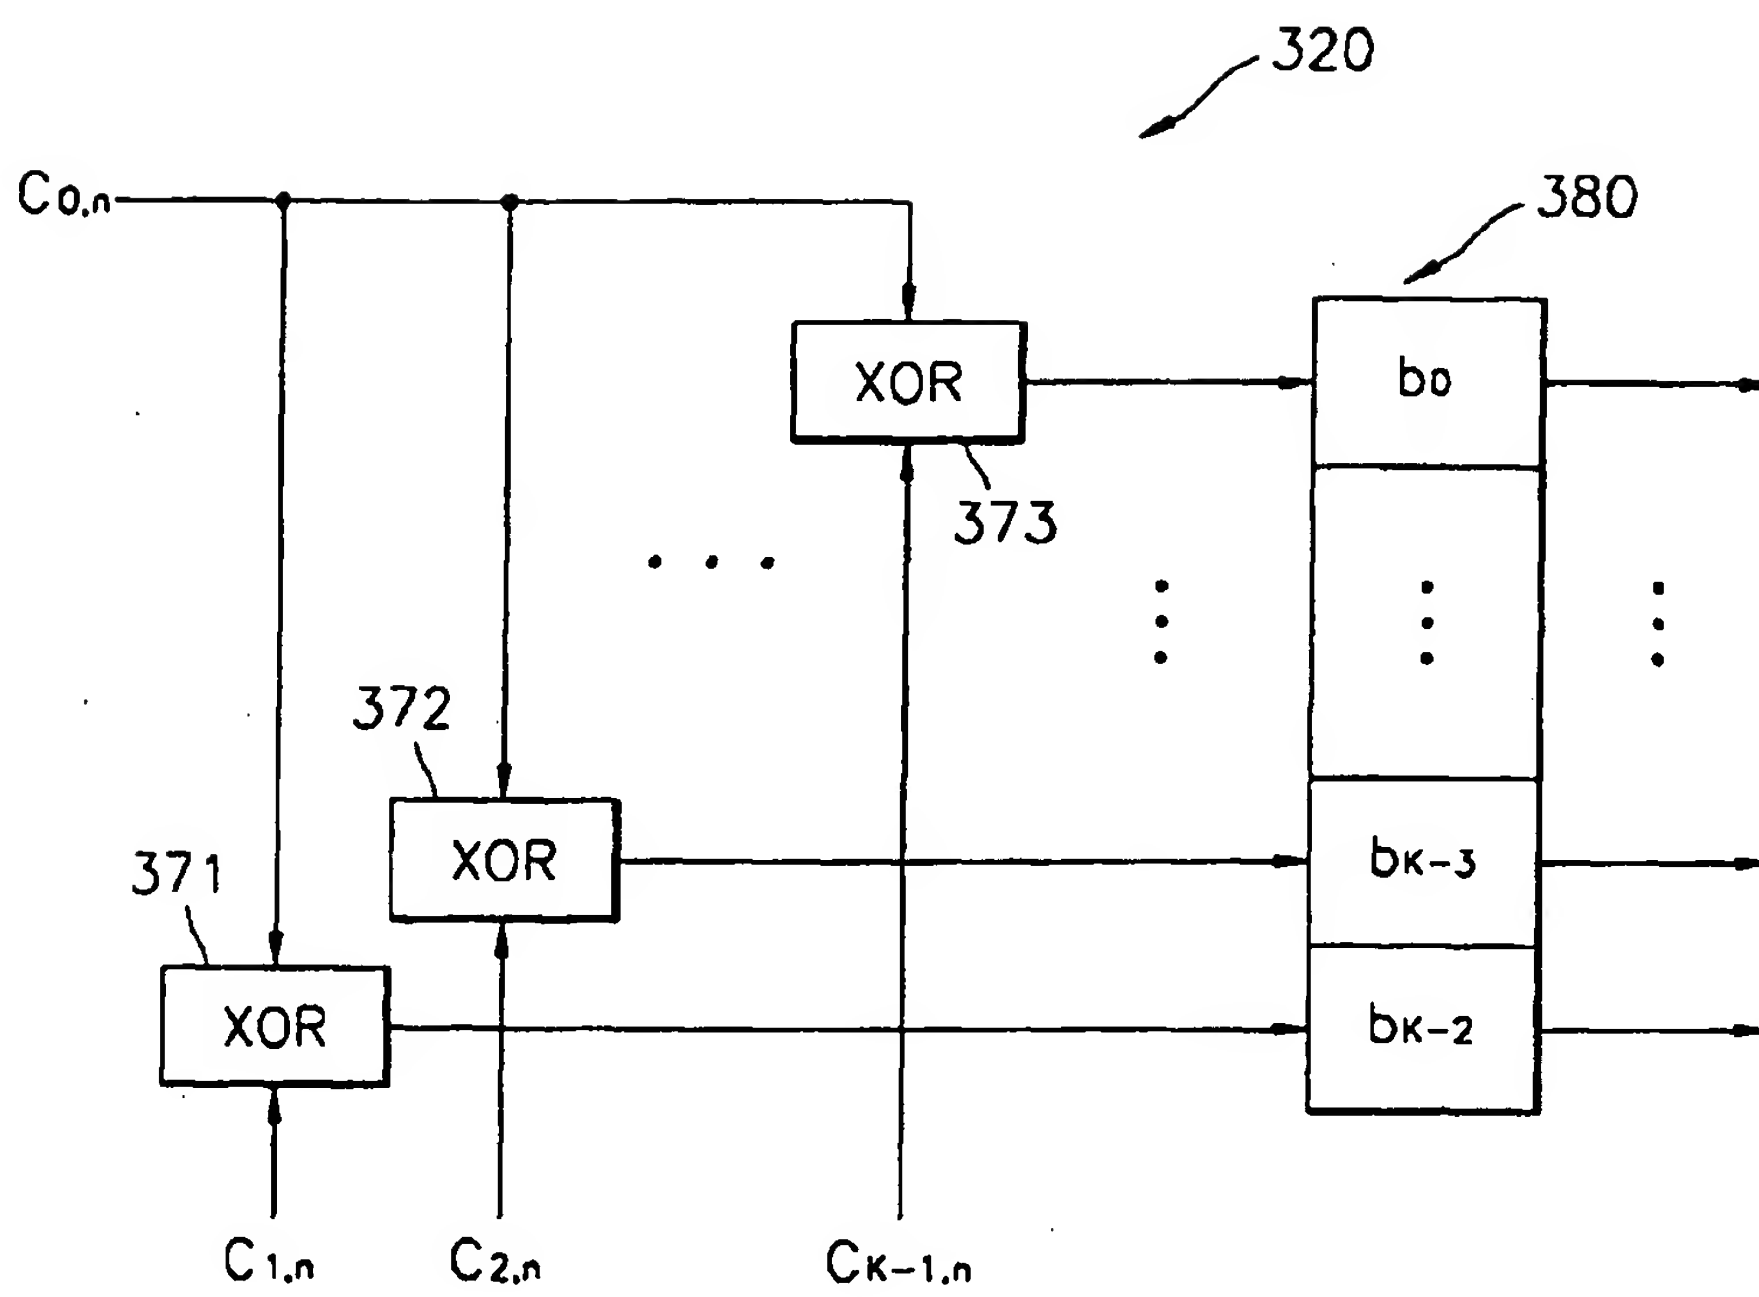 320
C0,n
380
XOR
b0
373
372
XOR
bK-3
371
XOR
bK-2
C1,n
C2,n
CK-1,n